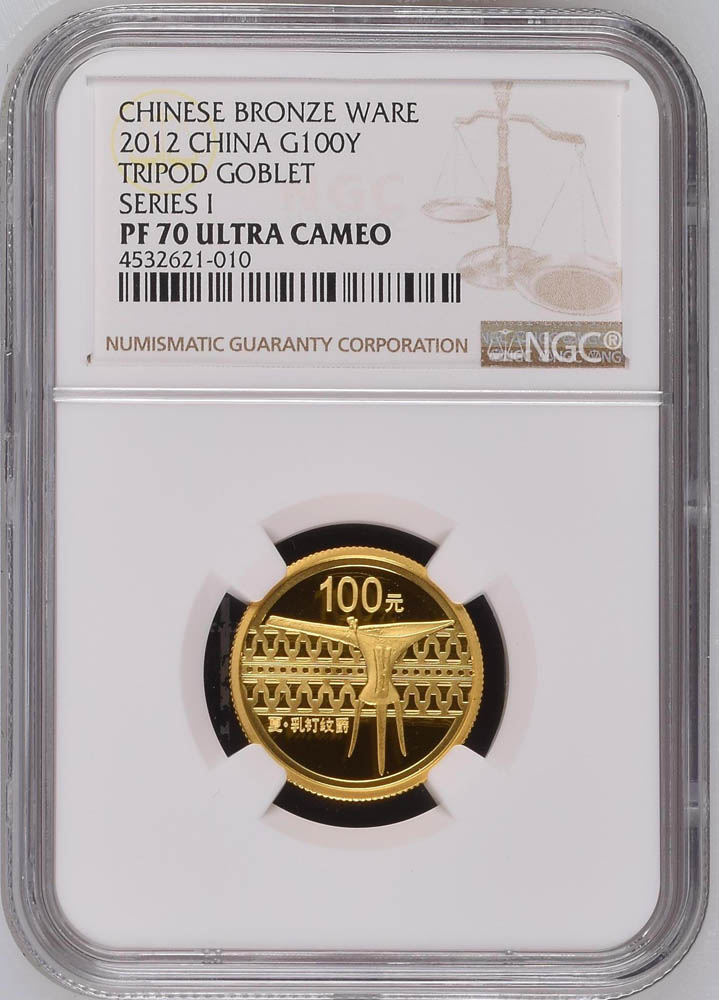 CHINESE BRONZE WARE
2012 CHINA G100Y
TRIPOD GOBLET
SERIES I
PF 70 ULTRA CAMEO
4532621-010
NGC
NUMISMATIC GUARANTY CORPORATION
NGC®
100元
夏·乳钉纹爵